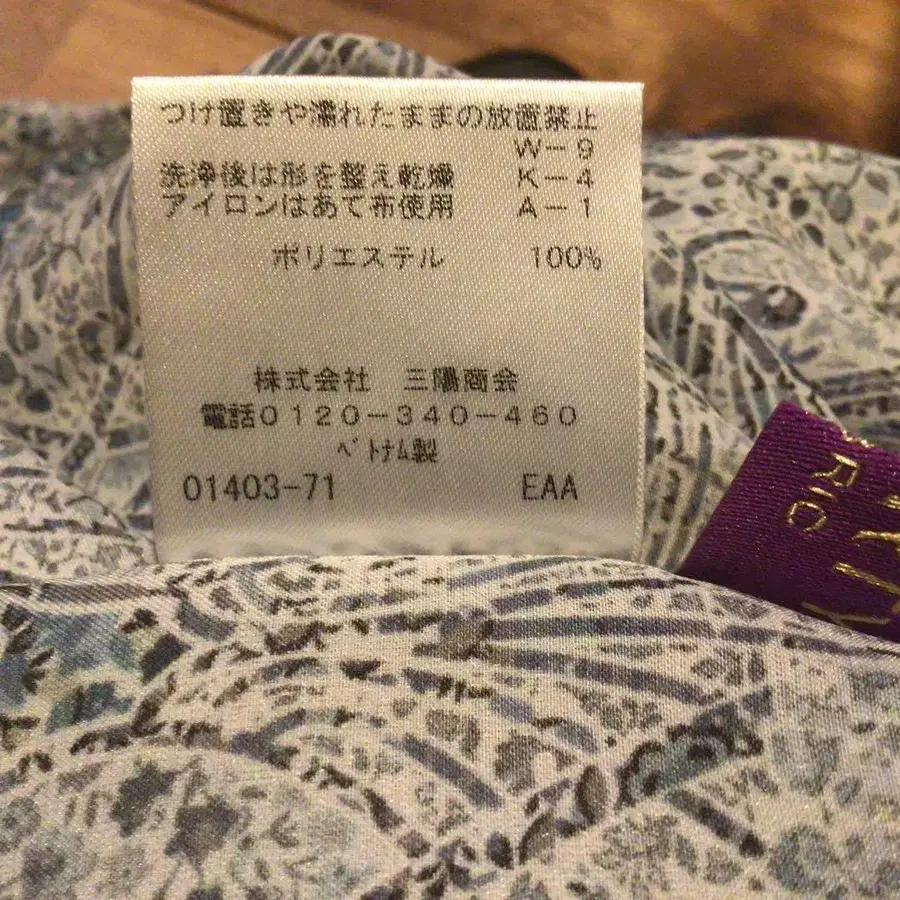 つけ置きや濡れたままの放置禁止
W-9
洗浄後は形を整え乾燥 K-4
アイロンはあて布使用 A-1
ポリエステル 100%
株式会社 三陽商会
電話0120-340-460
ベトナム製
01403-71 EAA
RIC